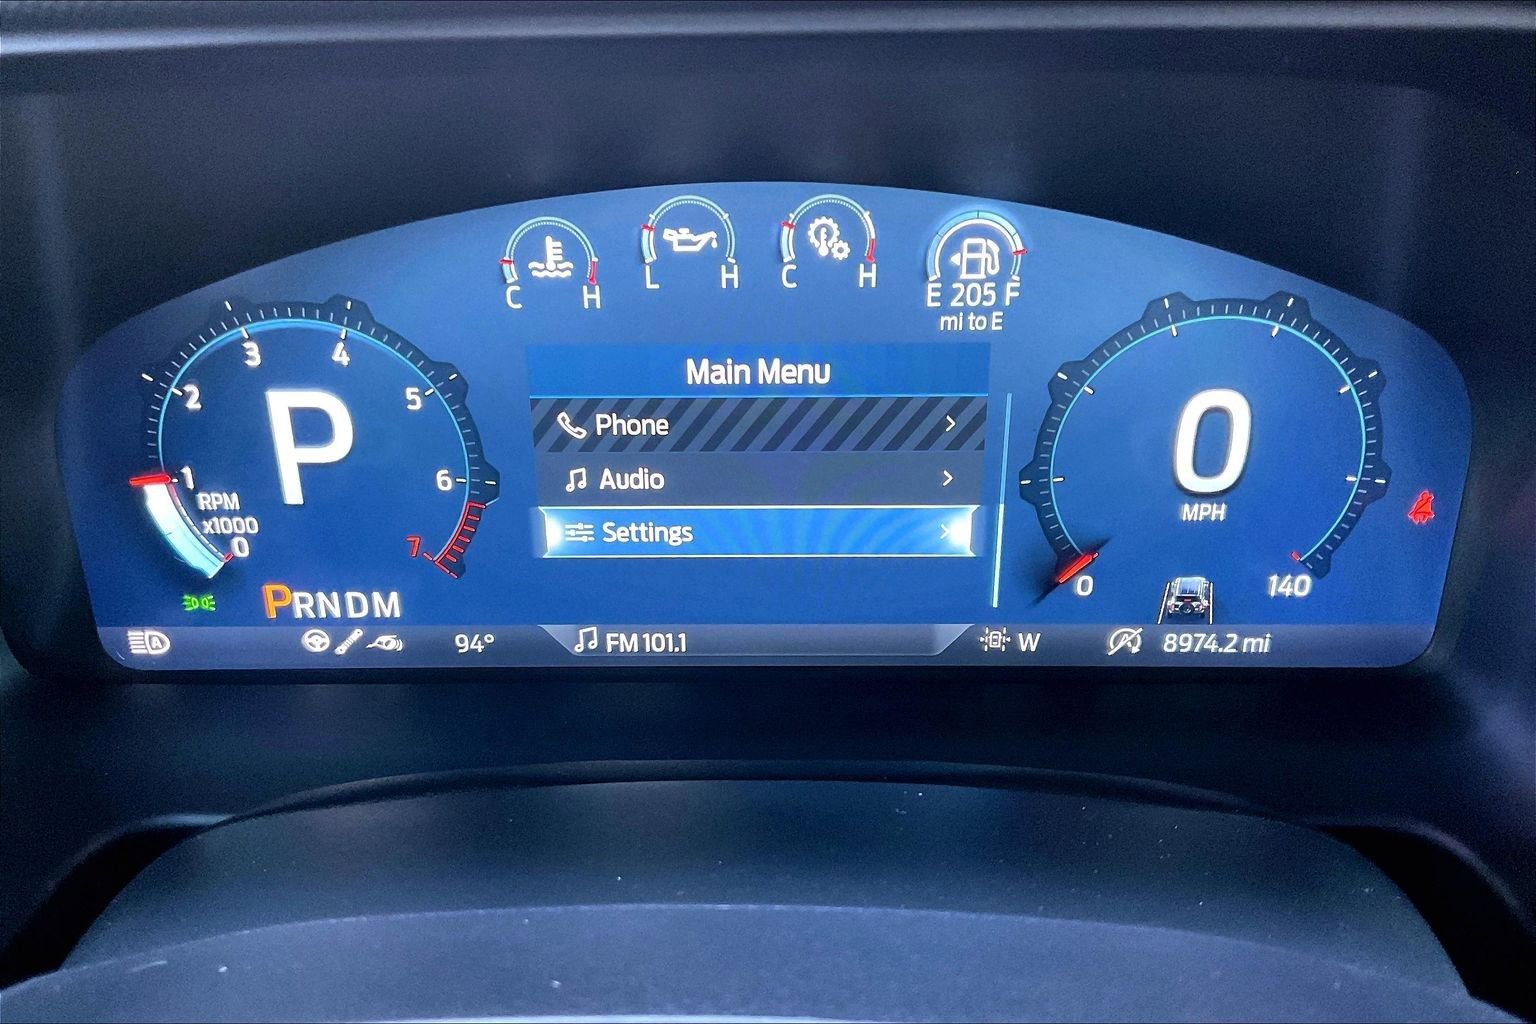 C H
L H
C H
E 205 F
mi to E
Main Menu
Phone
Audio
Settings
P
0 1 2 3 4 5 6 7
RPM
x1000
PRNDM
0
MPH
0 140
A
94°
FM 101.1
W
A
8974.2 mi